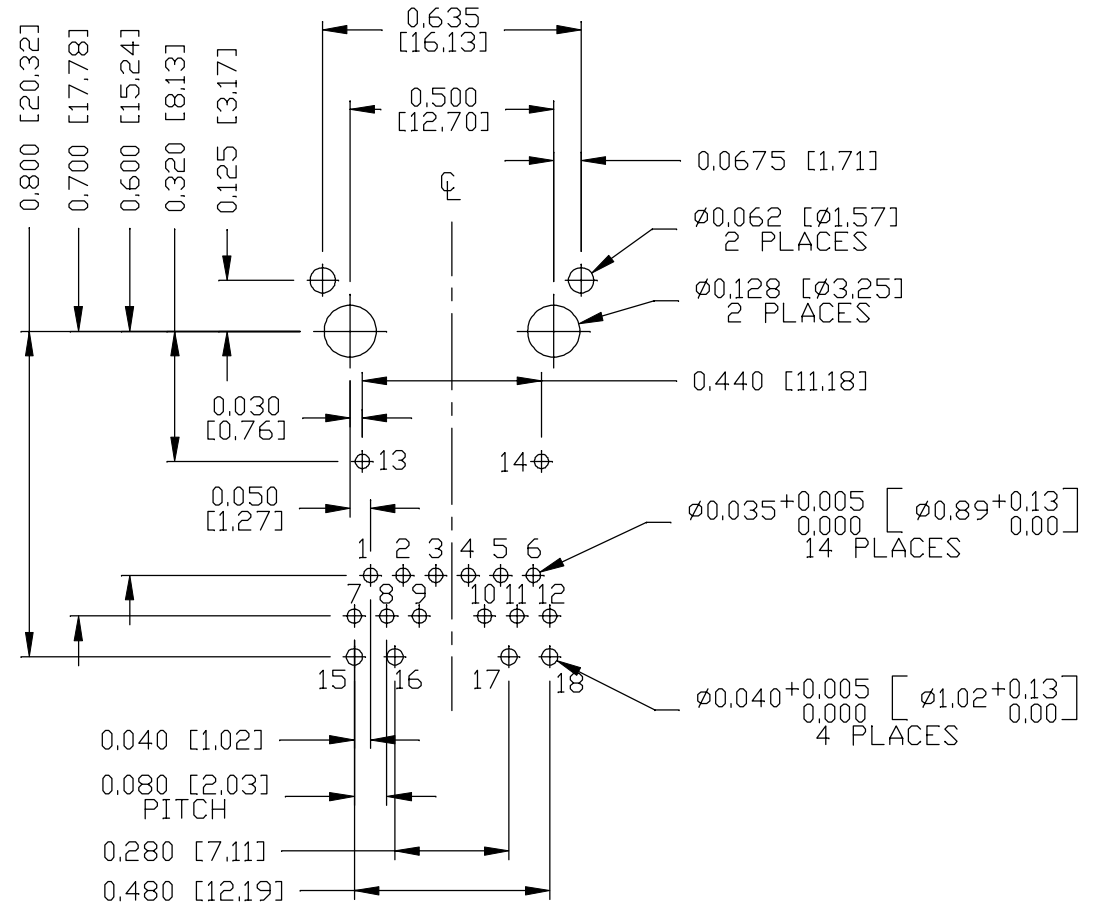 0,635
[16,13]
0,800 [20,32]
0,700 [17,78]
0,600 [15,24]
0,320 [8,13]
0,125 [3,17]
0,500
[12,70]
0,0675 [1,71]
℄
Ø0,062 [Ø1,57]
2 PLACES
Ø0,128 [Ø3,25]
2 PLACES
0,440 [11,18]
0,030
[0,76]
13
14
0,050
[1,27]
Ø0,035+0,005 [ Ø0,89+0,13 ]
0,000 0,00
14 PLACES
1 2 3 4 5 6
7 8 9 10 11 12
15 16 17 18
Ø0,040+0,005 [ Ø1,02+0,13 ]
0,000 0,00
4 PLACES
0,040 [1,02]
0,080 [2,03]
PITCH
0,280 [7,11]
0,480 [12,19]